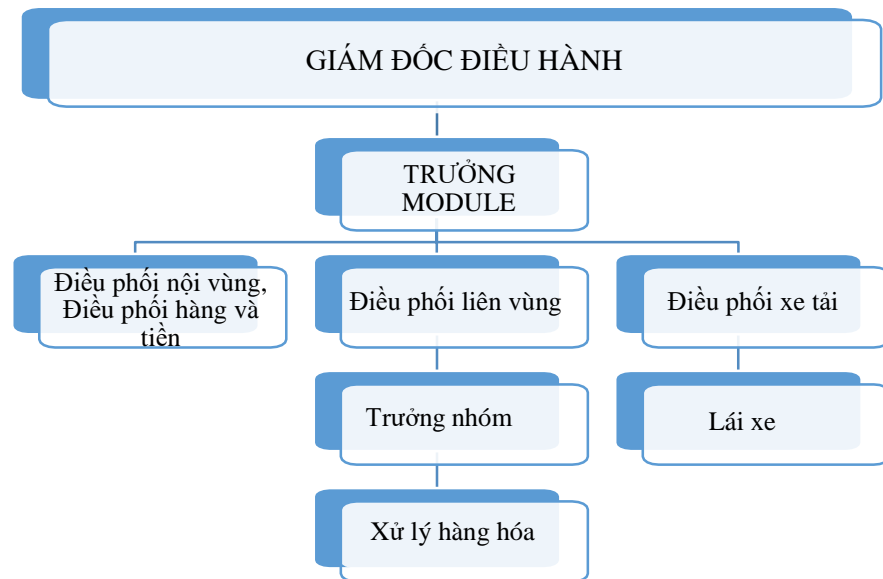 GIÁM ĐỐC ĐIỀU HÀNH
TRƯỞNG
MODULE
Điều phối nội vùng,
Điều phối hàng và
tiền
Điều phối liên vùng
Điều phối xe tải
Trưởng nhóm
Lái xe
Xử lý hàng hóa